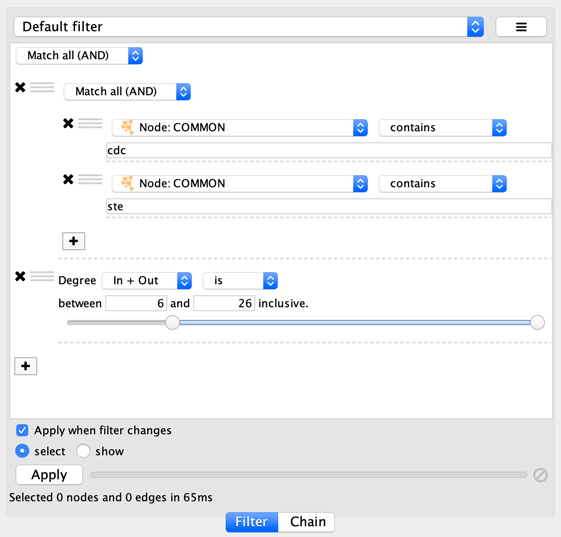 Default filter
Match all (AND)
Match all (AND)
Node: COMMON contains
cdc
Node: COMMON contains
ste
Degree In + Out is
between 6 and 26 inclusive.
Apply when filter changes
select show
Apply
Selected 0 nodes and 0 edges in 65ms
Filter Chain